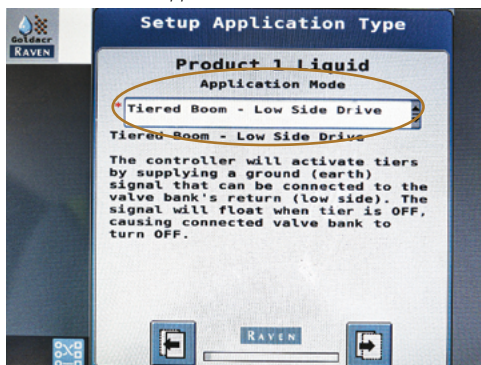 Setup Application Type
Goldacr
RAVEN
Product 1 Liquid
Application Mode
* Tiered Boom - Low Side Drive
Tiered Boom - Low Side Drive
The controller will activate tiers
by supplying a ground (earth)
signal that can be connected to the
valve bank's return (low side). The
signal will float when tier is OFF,
causing connected valve bank to
turn OFF.
RAVEN